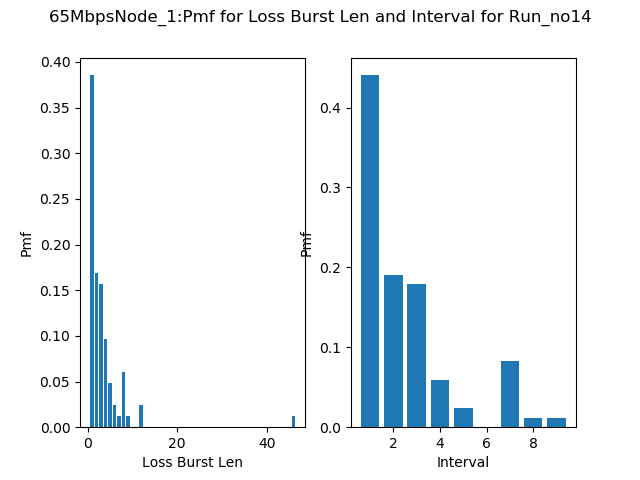 65MbpsNode_1:Pmf for Loss Burst Len and Interval for Run_no14
0.40
0.35
0.30
0.25
0.20
0.15
0.10
0.05
0.00
Pmf
0 20 40
Loss Burst Len
0.4
0.3
0.2
0.1
0.0
Pmf
2 4 6 8
Interval